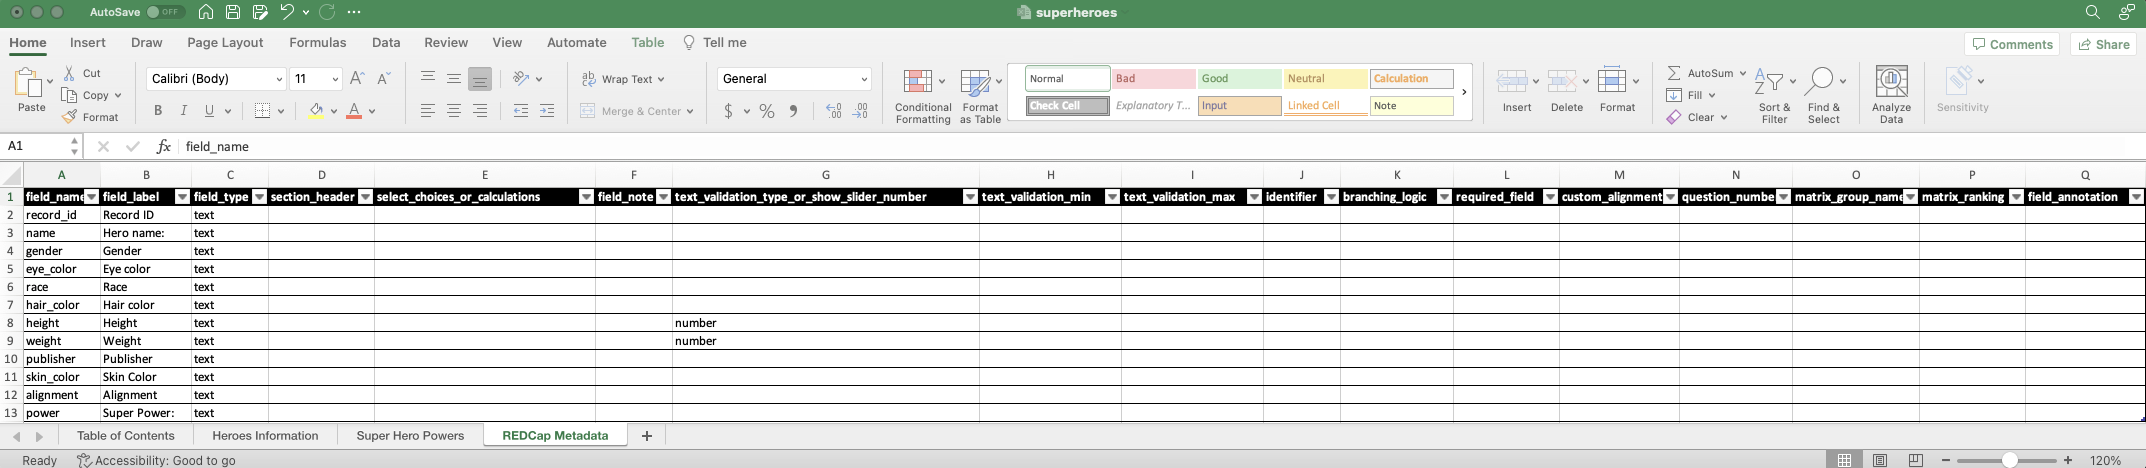 AutoSave OFF superheroes
Home Insert Draw Page Layout Formulas Data Review View Automate Table Tell me Comments Share
Paste Cut Copy Format
Calibri (Body) 11 A A
B I U A
ab Wrap Text
Merge & Center
General
$ % 9 .00 .00
Conditional Formatting Format as Table
Normal Bad Good Neutral Calculation
Check Cell Explanatory T... Input Linked Cell Note
Insert Delete Format
AutoSum Fill Clear
Sort & Filter Find & Select Analyze Data Sensitivity
A1 fx field_name
A B C D E F G H I J K L M N O P Q
1 field_name field_label field_type section_header select_choices_or_calculations field_note text_validation_type_or_show_slider_number text_validation_min text_validation_max identifier branching_logic required_field custom_alignment question_numbe matrix_group_name matrix_ranking field_annotation
2 record_id Record ID text
3 name Hero name: text
4 gender Gender text
5 eye_color Eye color text
6 race Race text
7 hair_color Hair color text
8 height Height text number
9 weight Weight text number
10 publisher Publisher text
11 skin_color Skin Color text
12 alignment Alignment text
13 power Super Power: text
Table of Contents Heroes Information Super Hero Powers REDCap Metadata +
Ready Accessibility: Good to go − + 120%